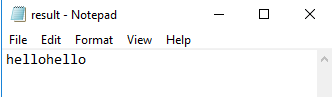 result - Notepad
File Edit Format View Help
hellohello